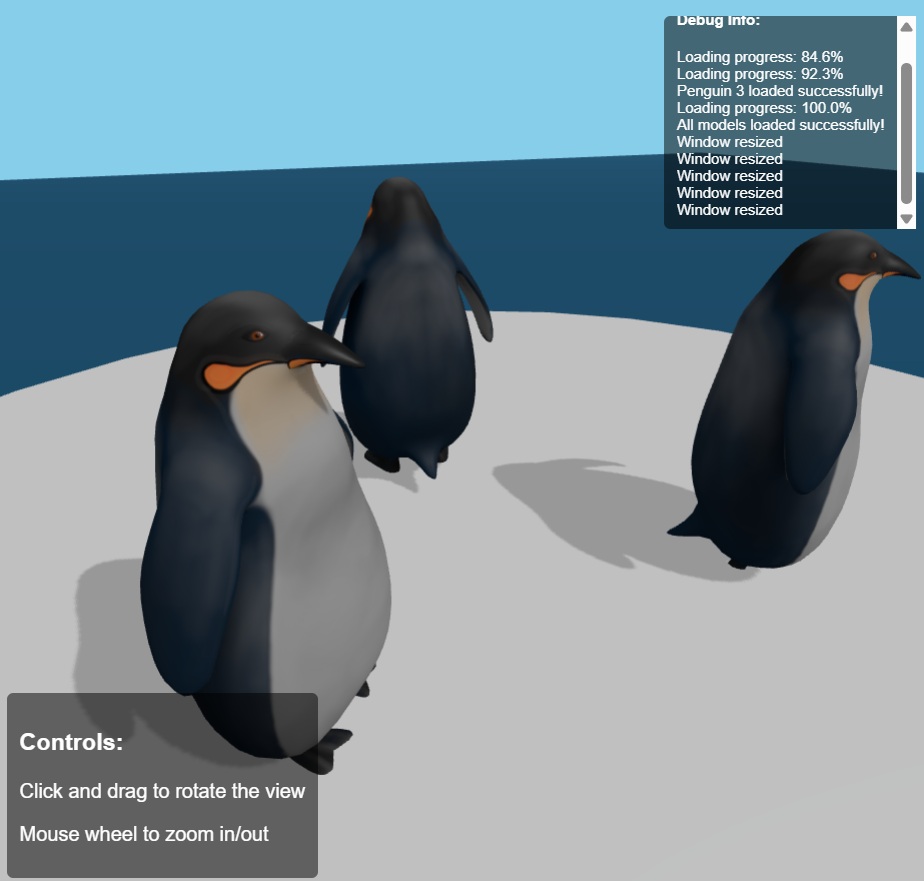 Debug Info:
Loading progress: 84.6%
Loading progress: 92.3%
Penguin 3 loaded successfully!
Loading progress: 100.0%
All models loaded successfully!
Window resized
Window resized
Window resized
Window resized
Window resized
Controls:
Click and drag to rotate the view
Mouse wheel to zoom in/out